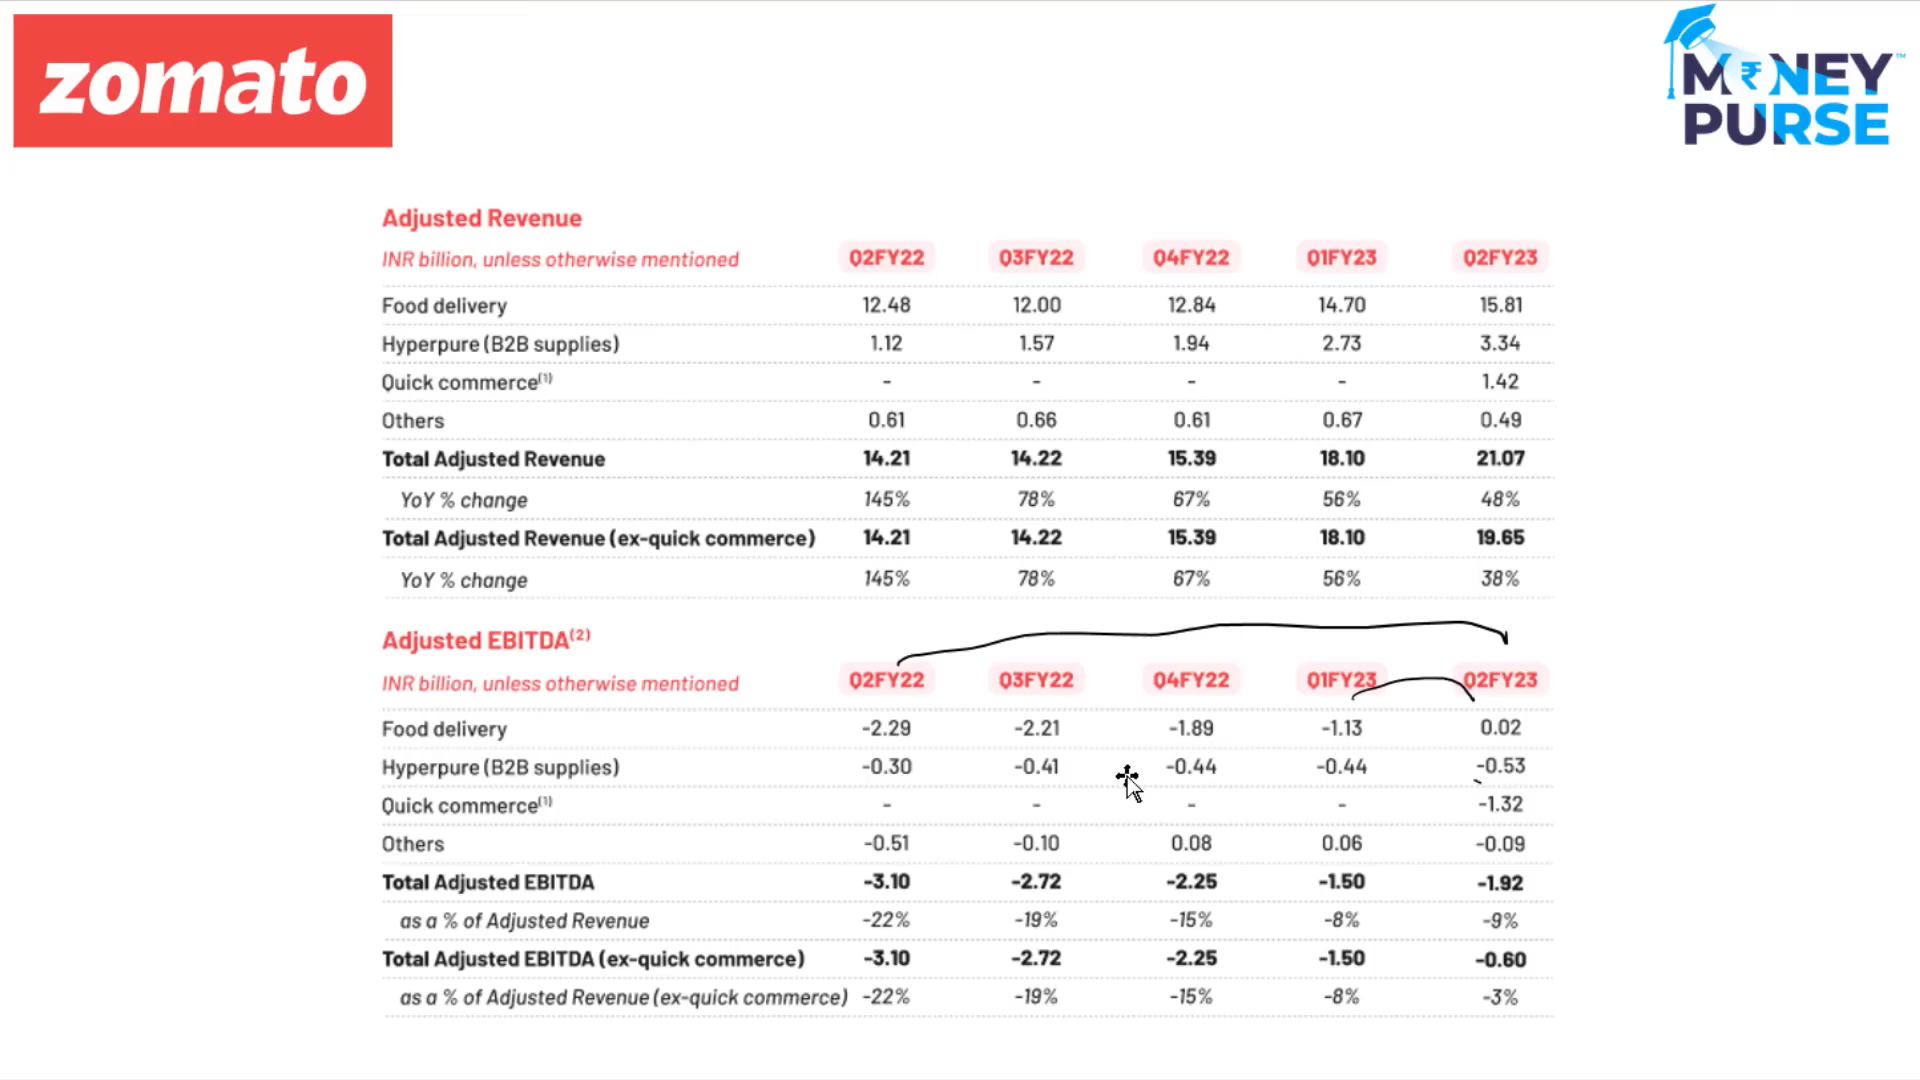 zomato
MONEY™
PURSE
Adjusted Revenue
INR billion, unless otherwise mentioned Q2FY22 Q3FY22 Q4FY22 Q1FY23 Q2FY23
Food delivery 12.48 12.00 12.84 14.70 15.81
Hyperpure (B2B supplies) 1.12 1.57 1.94 2.73 3.34
Quick commerce(1) - - - - 1.42
Others 0.61 0.66 0.61 0.67 0.49
Total Adjusted Revenue 14.21 14.22 15.39 18.10 21.07
YoY % change 145% 78% 67% 56% 48%
Total Adjusted Revenue (ex-quick commerce) 14.21 14.22 15.39 18.10 19.65
YoY % change 145% 78% 67% 56% 38%
Adjusted EBITDA(2)
INR billion, unless otherwise mentioned Q2FY22 Q3FY22 Q4FY22 Q1FY23 Q2FY23
Food delivery -2.29 -2.21 -1.89 -1.13 0.02
Hyperpure (B2B supplies) -0.30 -0.41 -0.44 -0.44 -0.53
Quick commerce(1) - - - - -1.32
Others -0.51 -0.10 0.08 0.06 -0.09
Total Adjusted EBITDA -3.10 -2.72 -2.25 -1.50 -1.92
as a % of Adjusted Revenue -22% -19% -15% -8% -9%
Total Adjusted EBITDA (ex-quick commerce) -3.10 -2.72 -2.25 -1.50 -0.60
as a % of Adjusted Revenue (ex-quick commerce) -22% -19% -15% -8% -3%